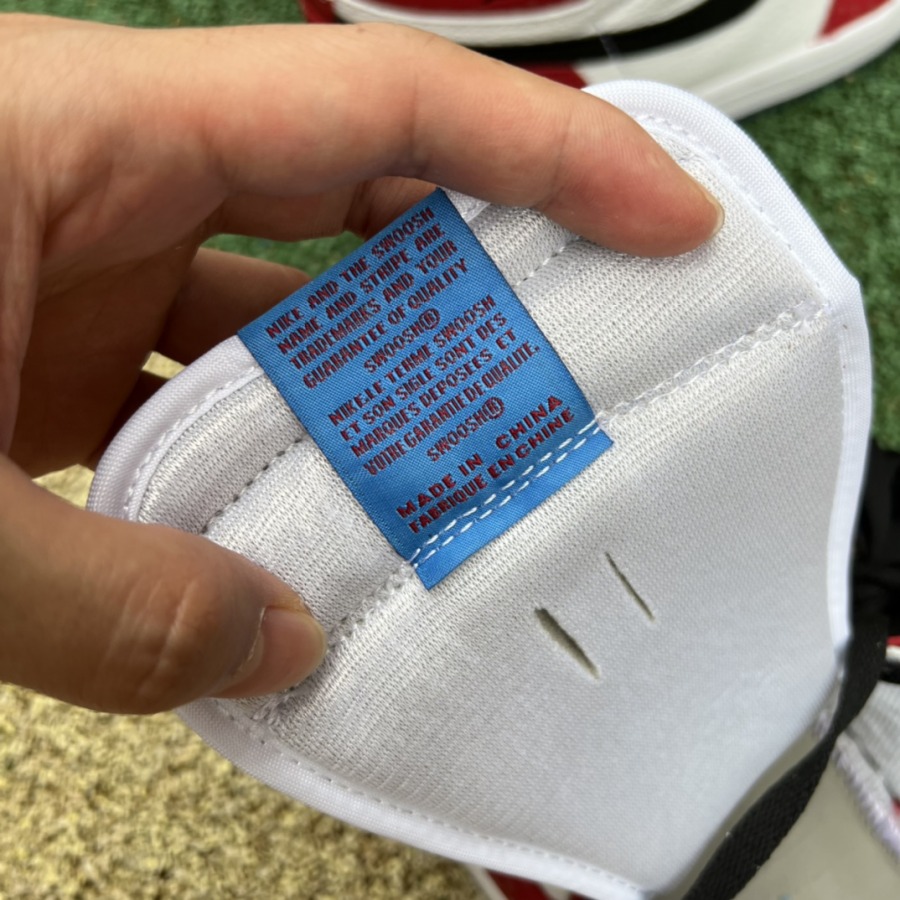 NIKE AND THE SWOOSH
NAME AND STRIPE ARE
TRADEMARKS AND YOUR
GUARANTEE OF QUALITY
SWOOSH®
NIKE.LE TERME SWOOSH
ET SON SIGLE SORT DES
MARQUES DEPOSEES ET
VOTRE GARANTIE DE QUALITE.
SWOOSH®
MADE IN CHINA
FABRIQUE EN CHINE